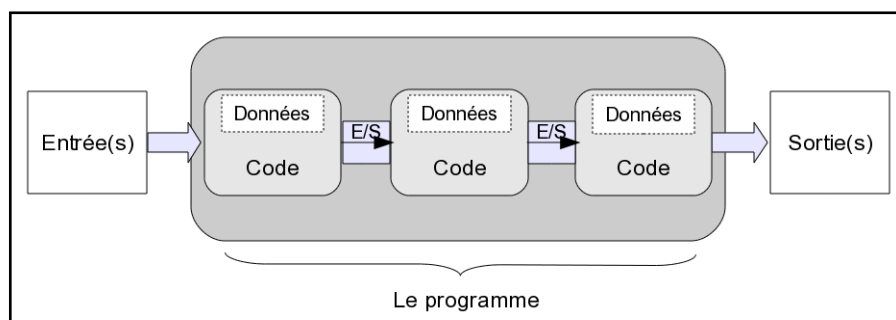 Données
Données
Données
Entrée(s)
E/S
E/S
Sortie(s)
Code
Code
Code
Le programme